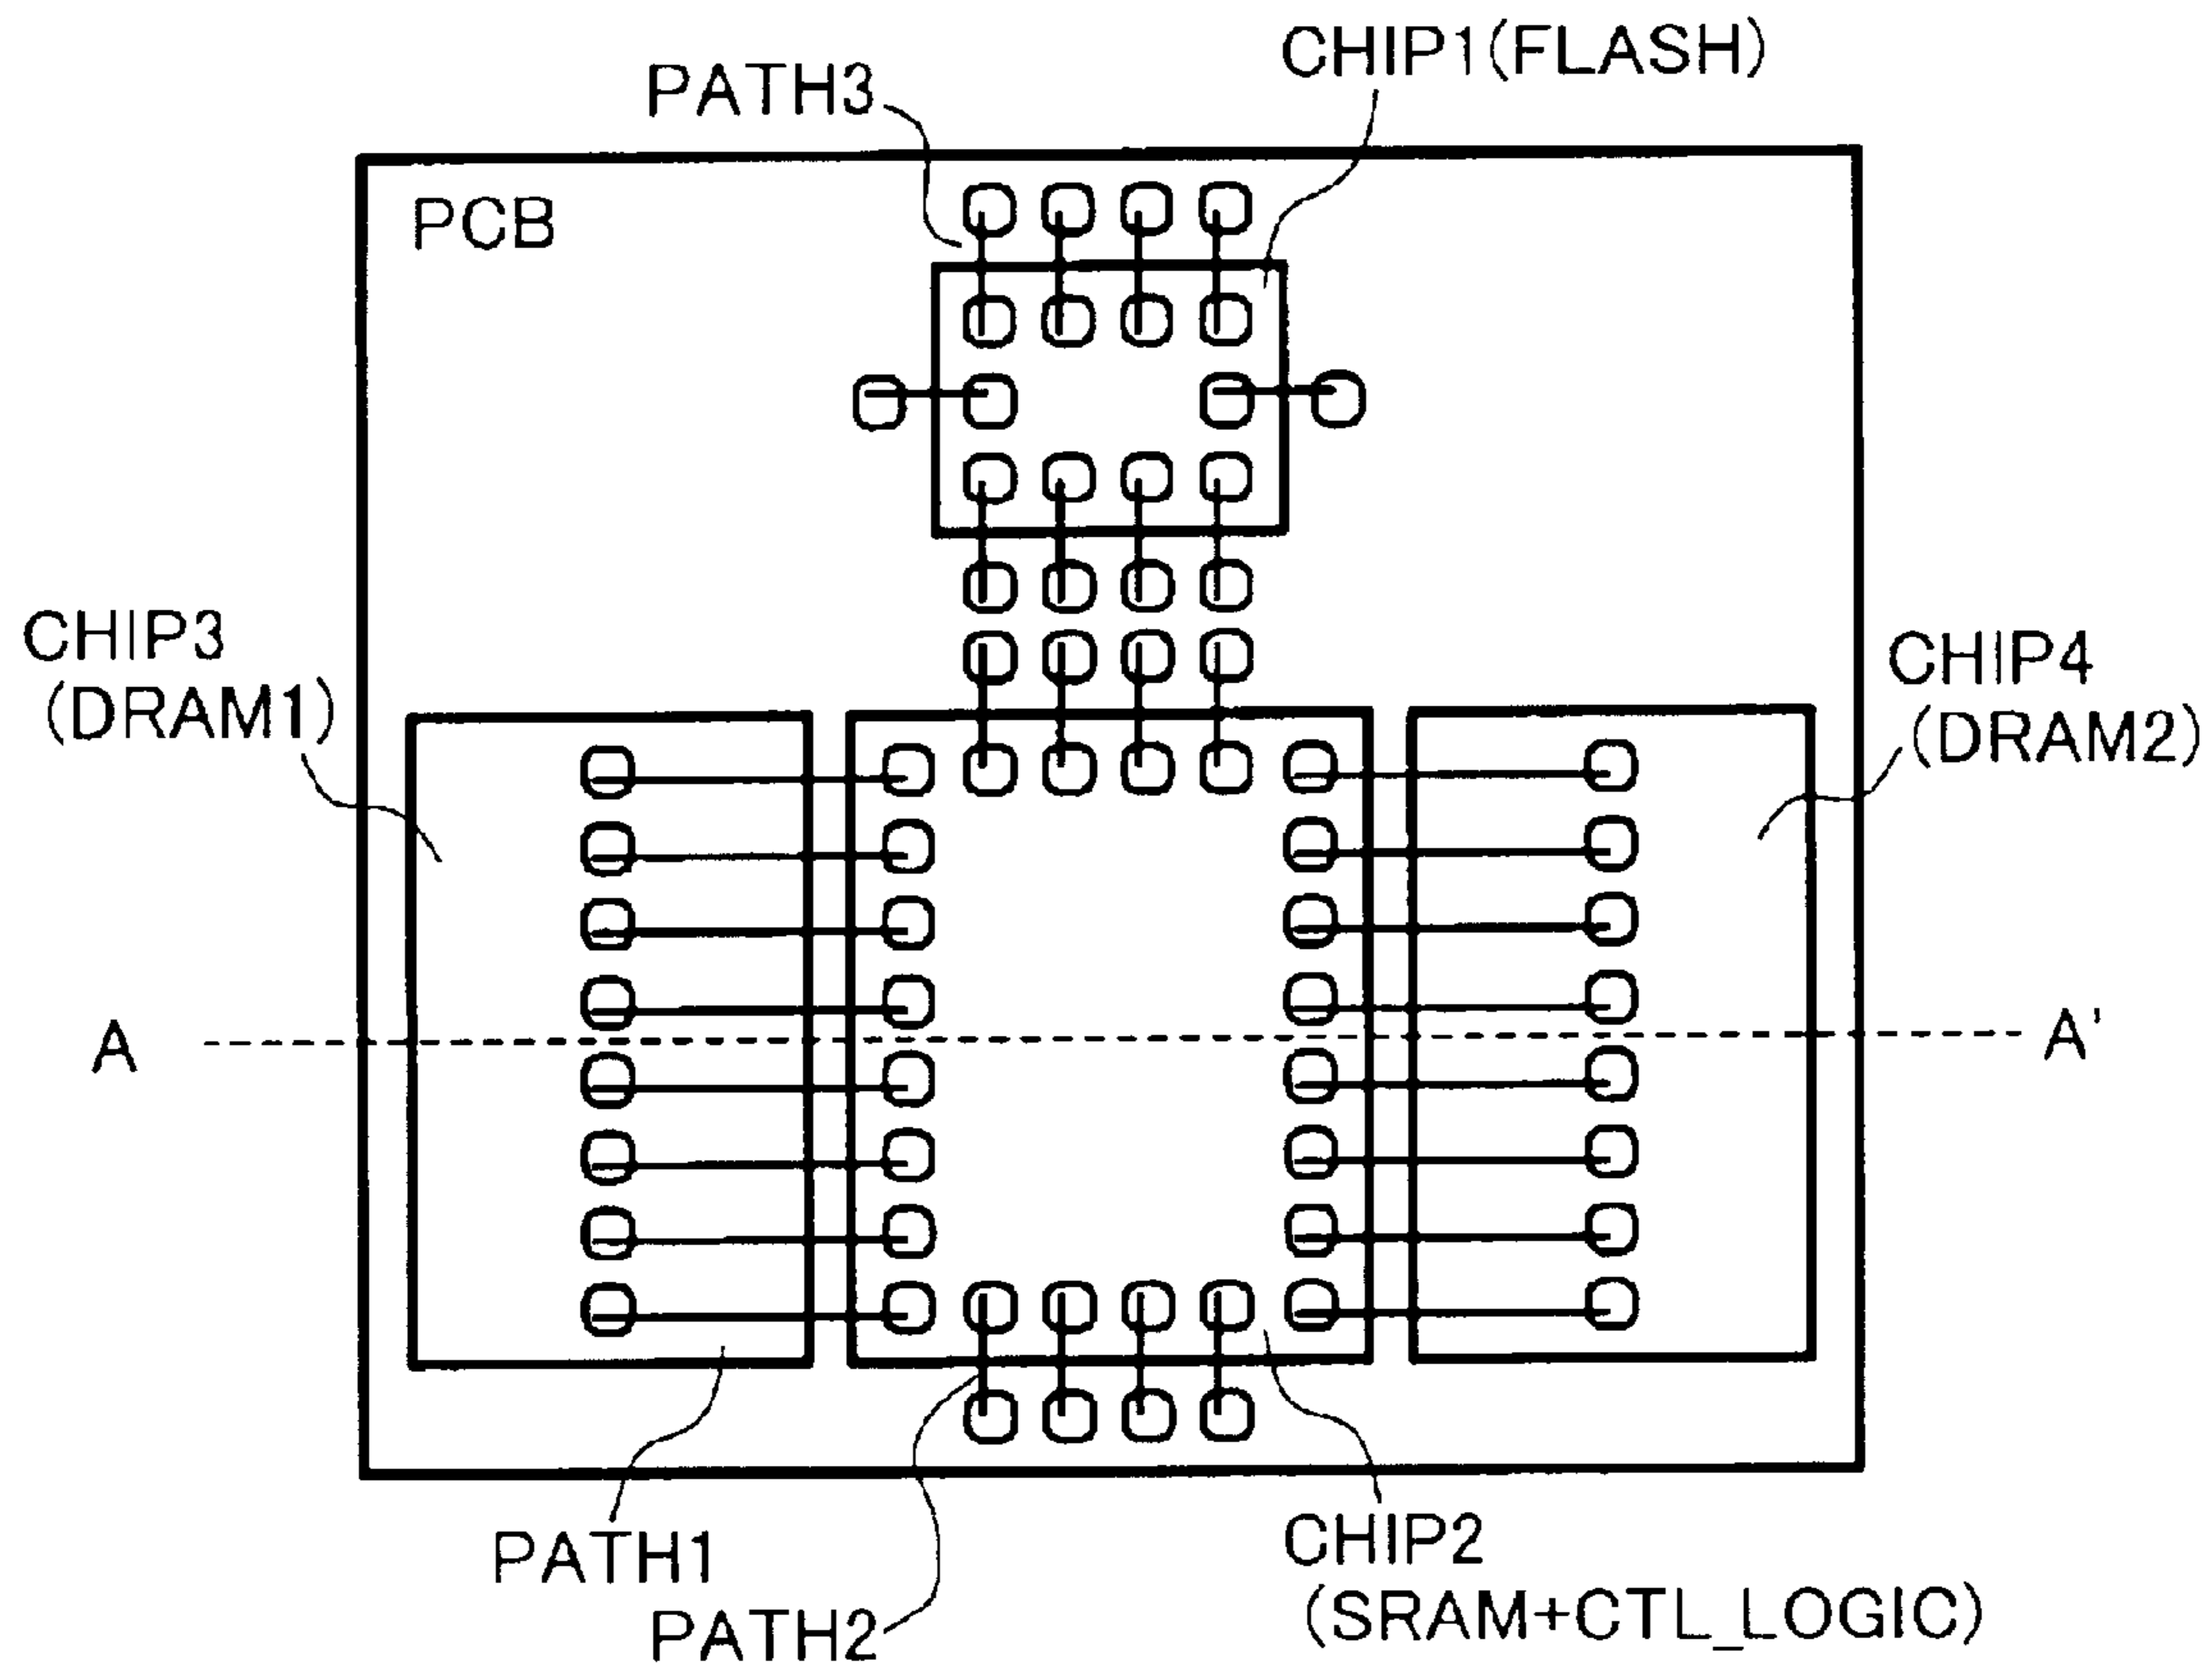 CHIP1(FLASH)
PATH3
PCB
CHIP3
(DRAM1)
CHIP4
(DRAM2)
A
A'
PATH1
PATH2
CHIP2
(SRAM+CTL_LOGIC)